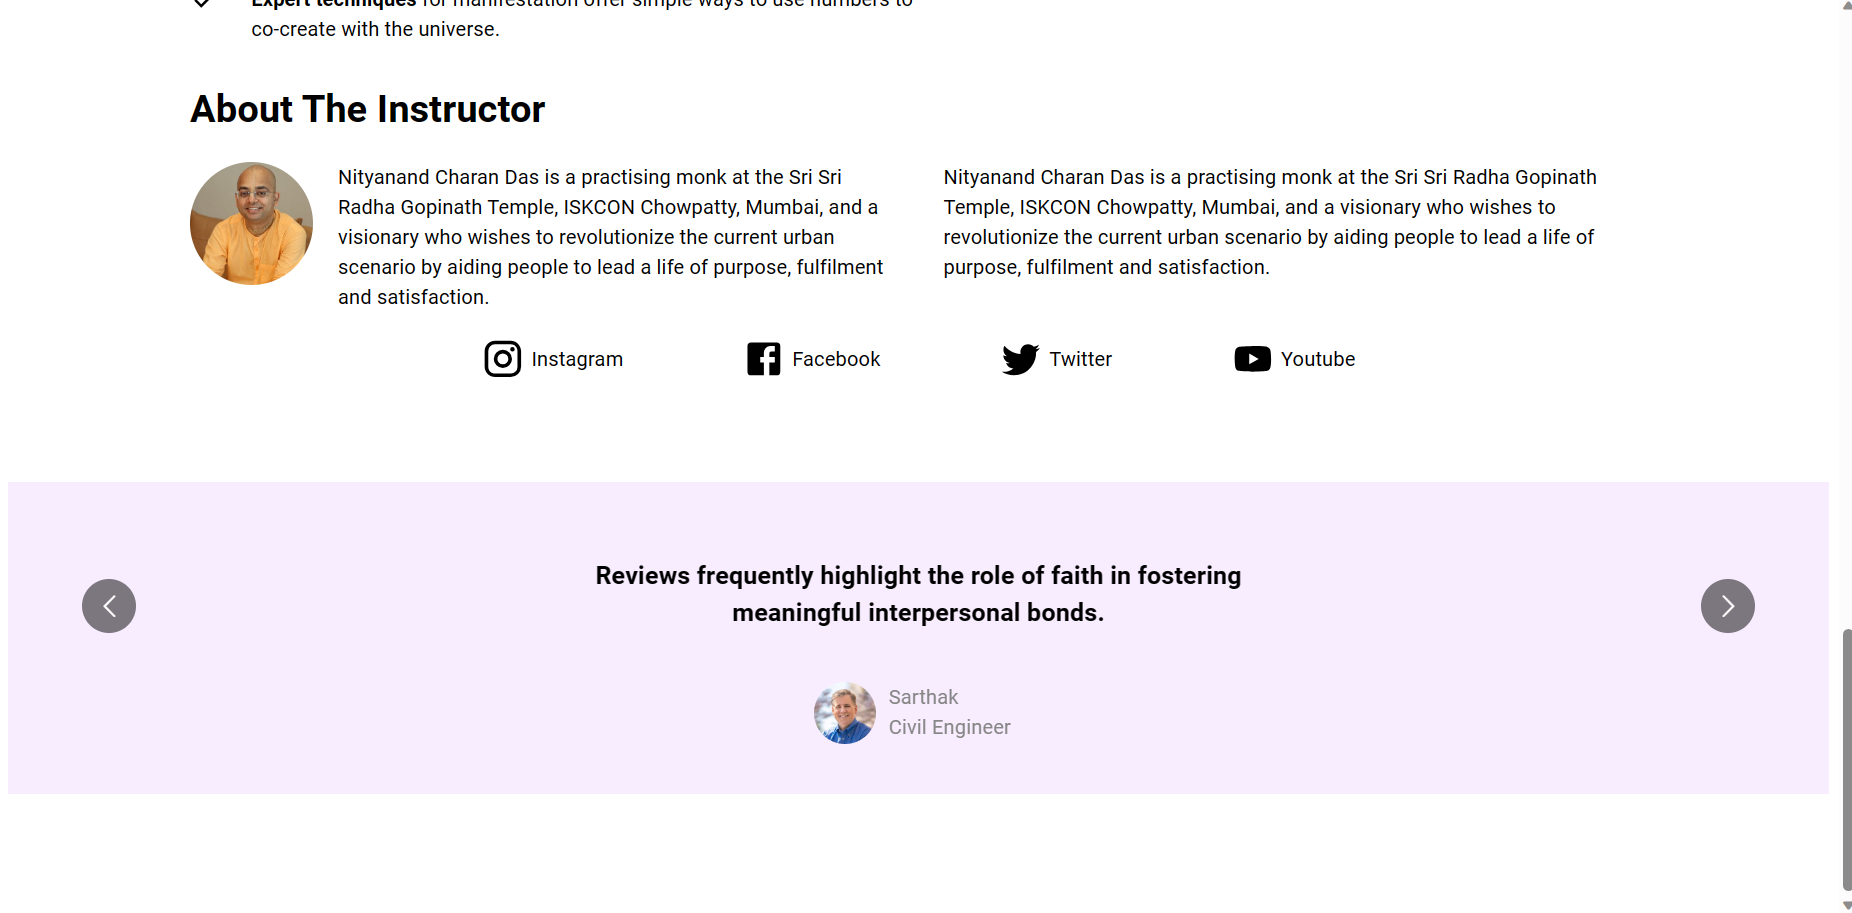 Expert techniques for manifestation offer simple ways to use numbers to
co-create with the universe.
About The Instructor
Nityanand Charan Das is a practising monk at the Sri Sri
Radha Gopinath Temple, ISKCON Chowpatty, Mumbai, and a
visionary who wishes to revolutionize the current urban
scenario by aiding people to lead a life of purpose, fulfilment
and satisfaction.
Nityanand Charan Das is a practising monk at the Sri Sri Radha Gopinath
Temple, ISKCON Chowpatty, Mumbai, and a visionary who wishes to
revolutionize the current urban scenario by aiding people to lead a life of
purpose, fulfilment and satisfaction.
Instagram
Facebook
Twitter
Youtube
Reviews frequently highlight the role of faith in fostering
meaningful interpersonal bonds.
Sarthak
Civil Engineer